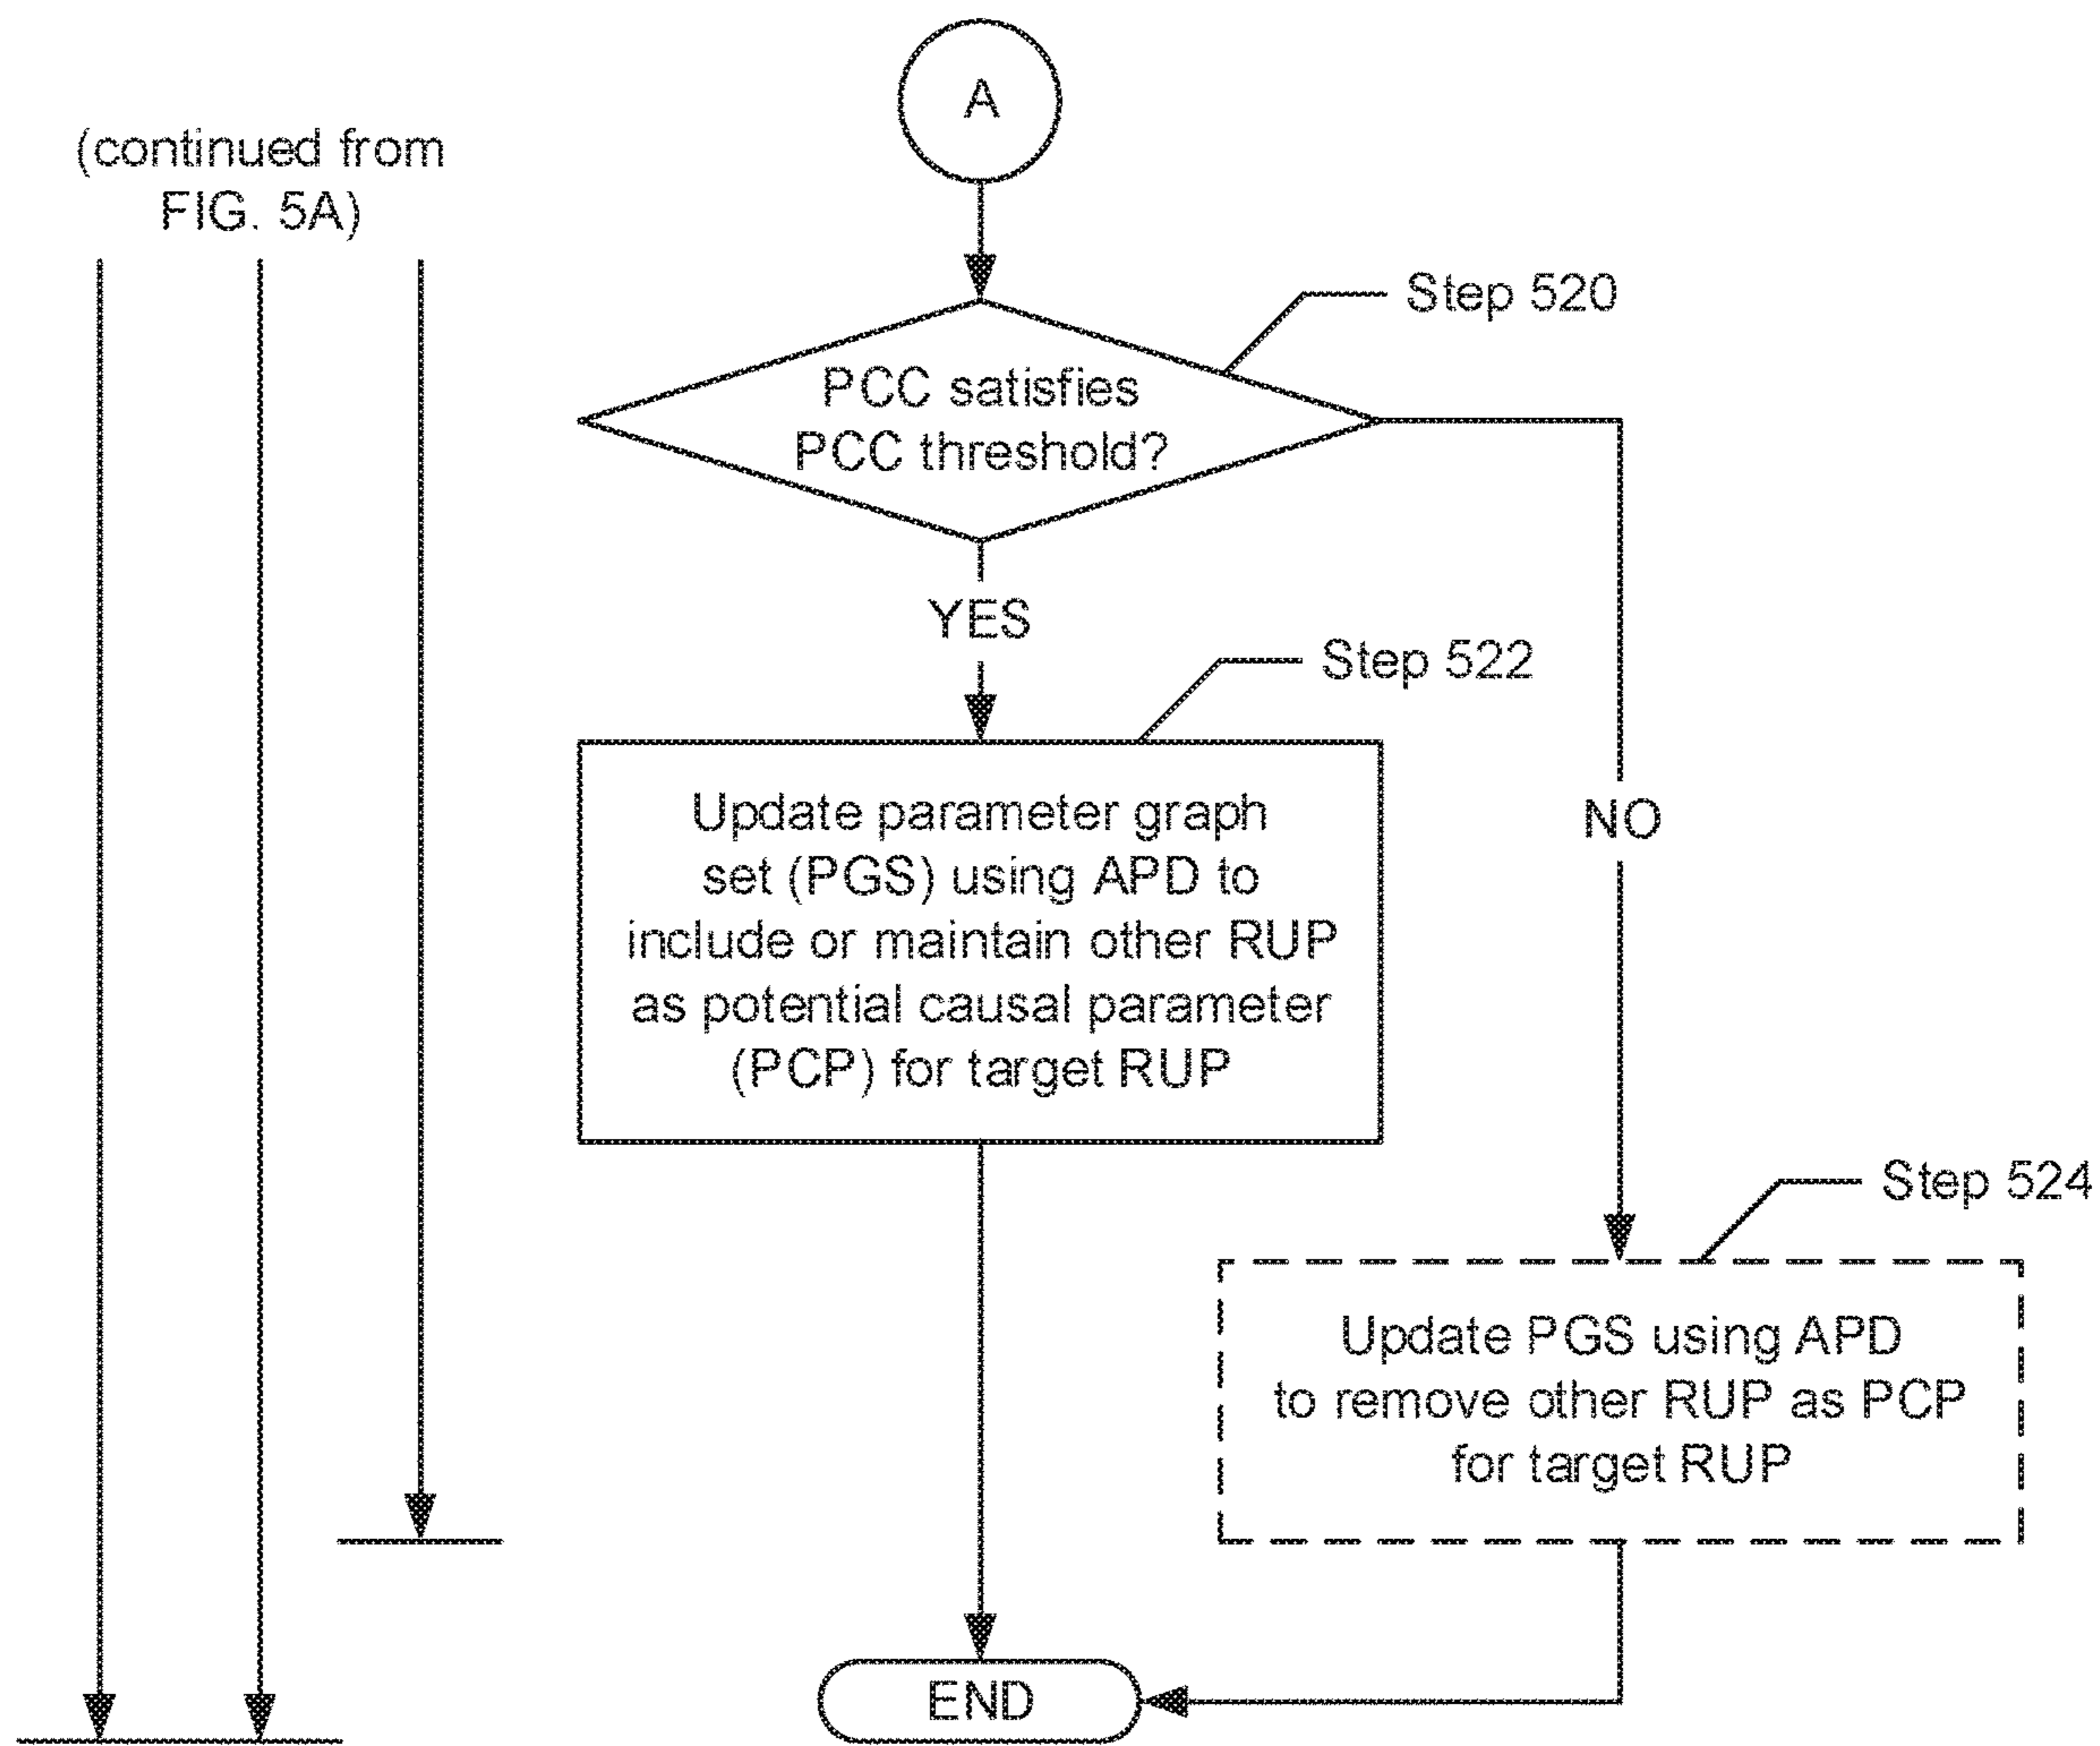 A
(continued from
FIG. 5A)
Step 520
PCC satisfies
PCC threshold?
YES
Step 522
Update parameter graph
set (PGS) using APD to
include or maintain other RUP
as potential causal parameter
(PCP) for target RUP
NO
Step 524
Update PGS using APD
to remove other RUP as PCP
for target RUP
END